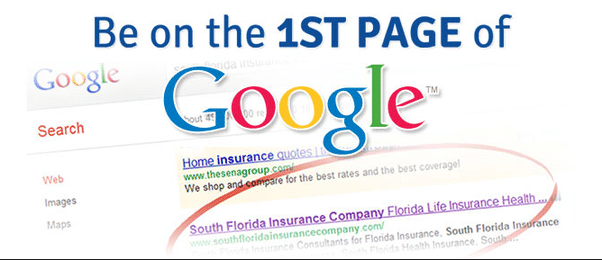 Be on the 1ST PAGE of
Google
Google™
Search
Home insurance quotes |
www.thesenagroup.com/
We shop and compare for the best rates and the best coverage!
Web
Images
Maps
South Florida Insurance Company Florida Life Insurance Health ...
www.southfloridainsurancecompany.com/
South Florida Insurance Consultants for Florida Insurance, South Florida Insurance
South Florida Health Insurance, South ...